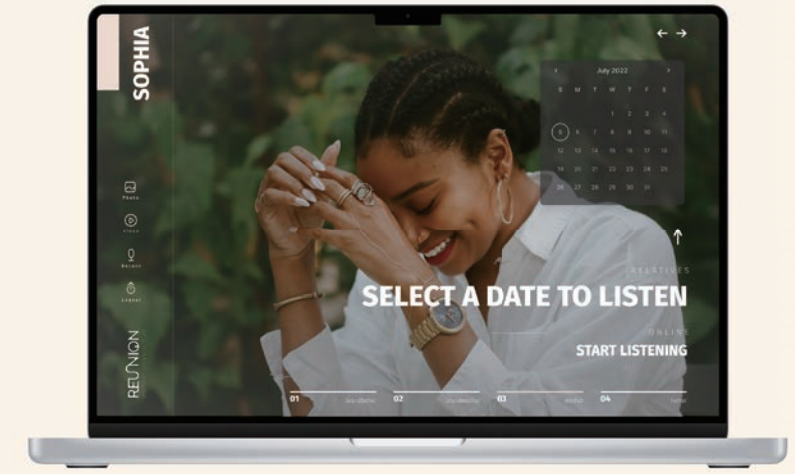 SOPHIA
Photo
Video
Record
Logout
REUNION
July 2022
S M T W T F S
1 2 3 4
5 6 7 8 9 10 11
12 13 14 15 16 17 18
19 20 21 22 23 24 25
26 27 28 29 30 31
RELATIVES
SELECT A DATE TO LISTEN
ONLINE
START LISTENING
01 02 03 04